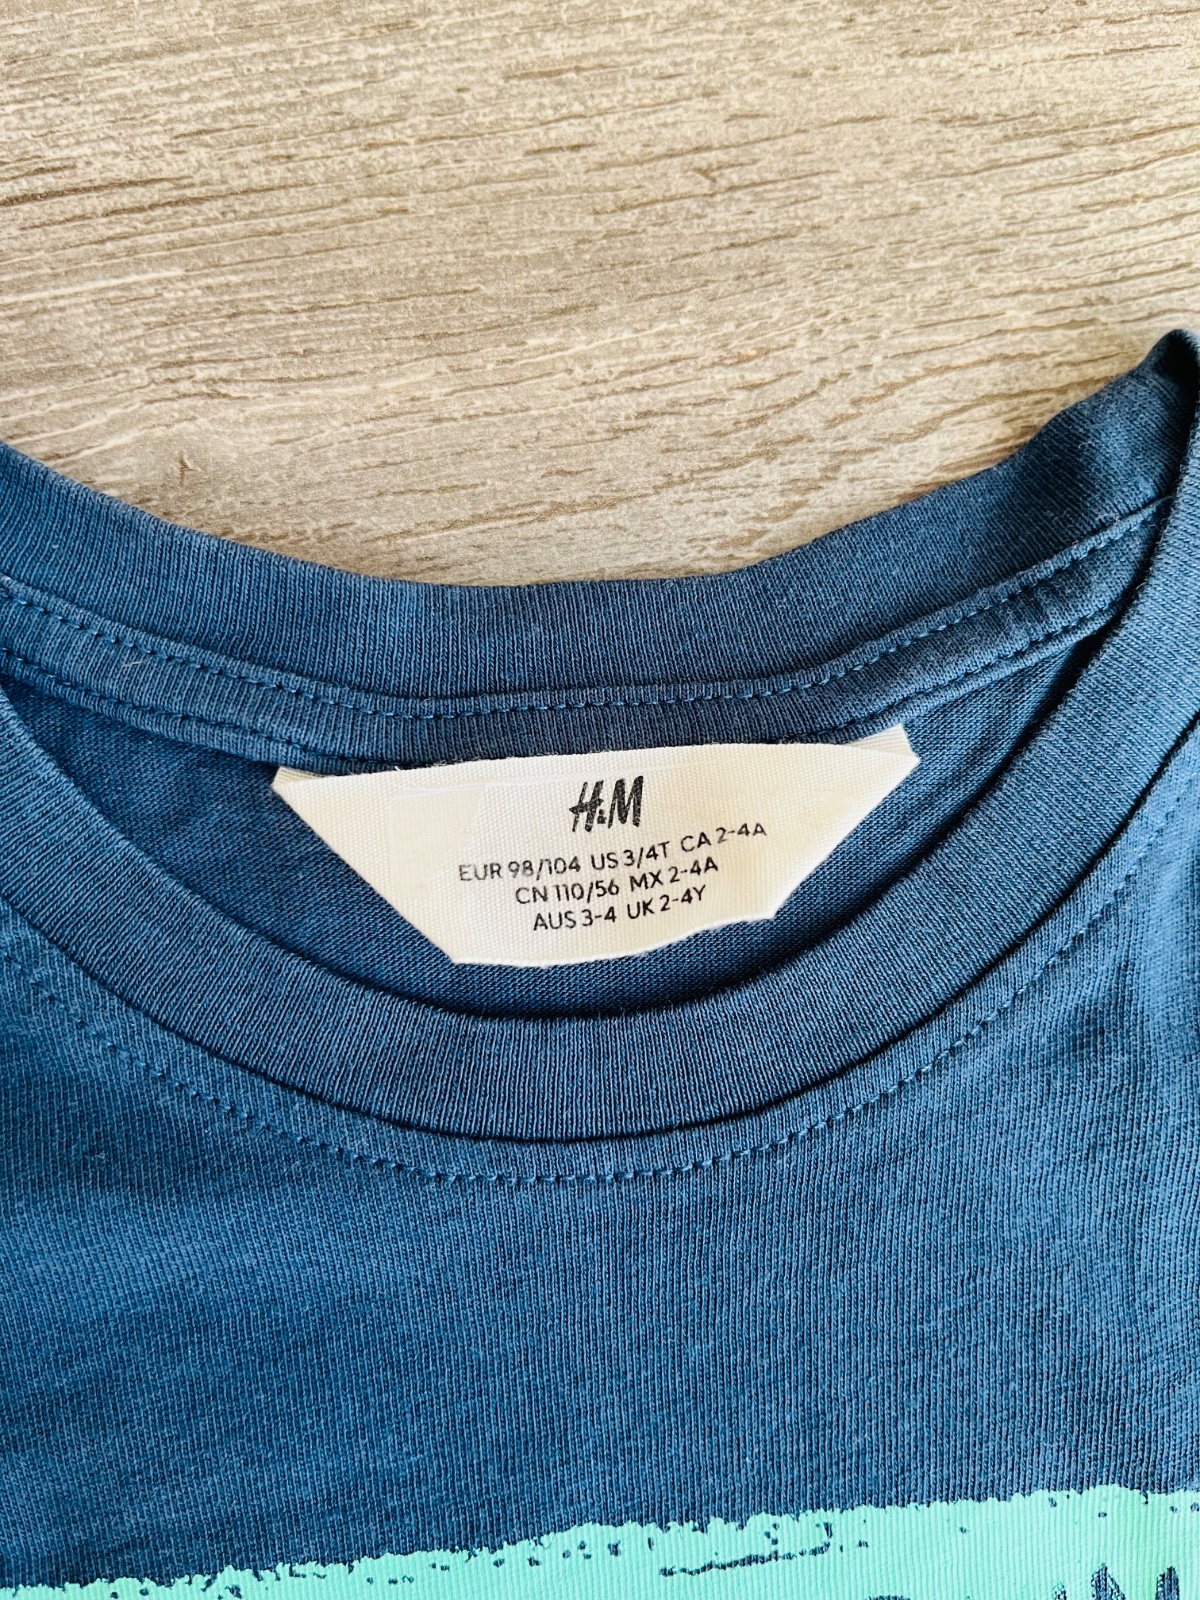 H&M
EUR 98/104 US 3/4T CA 2-4A
CN 110/56 MX 2-4A
AUS 3-4 UK 2-4Y